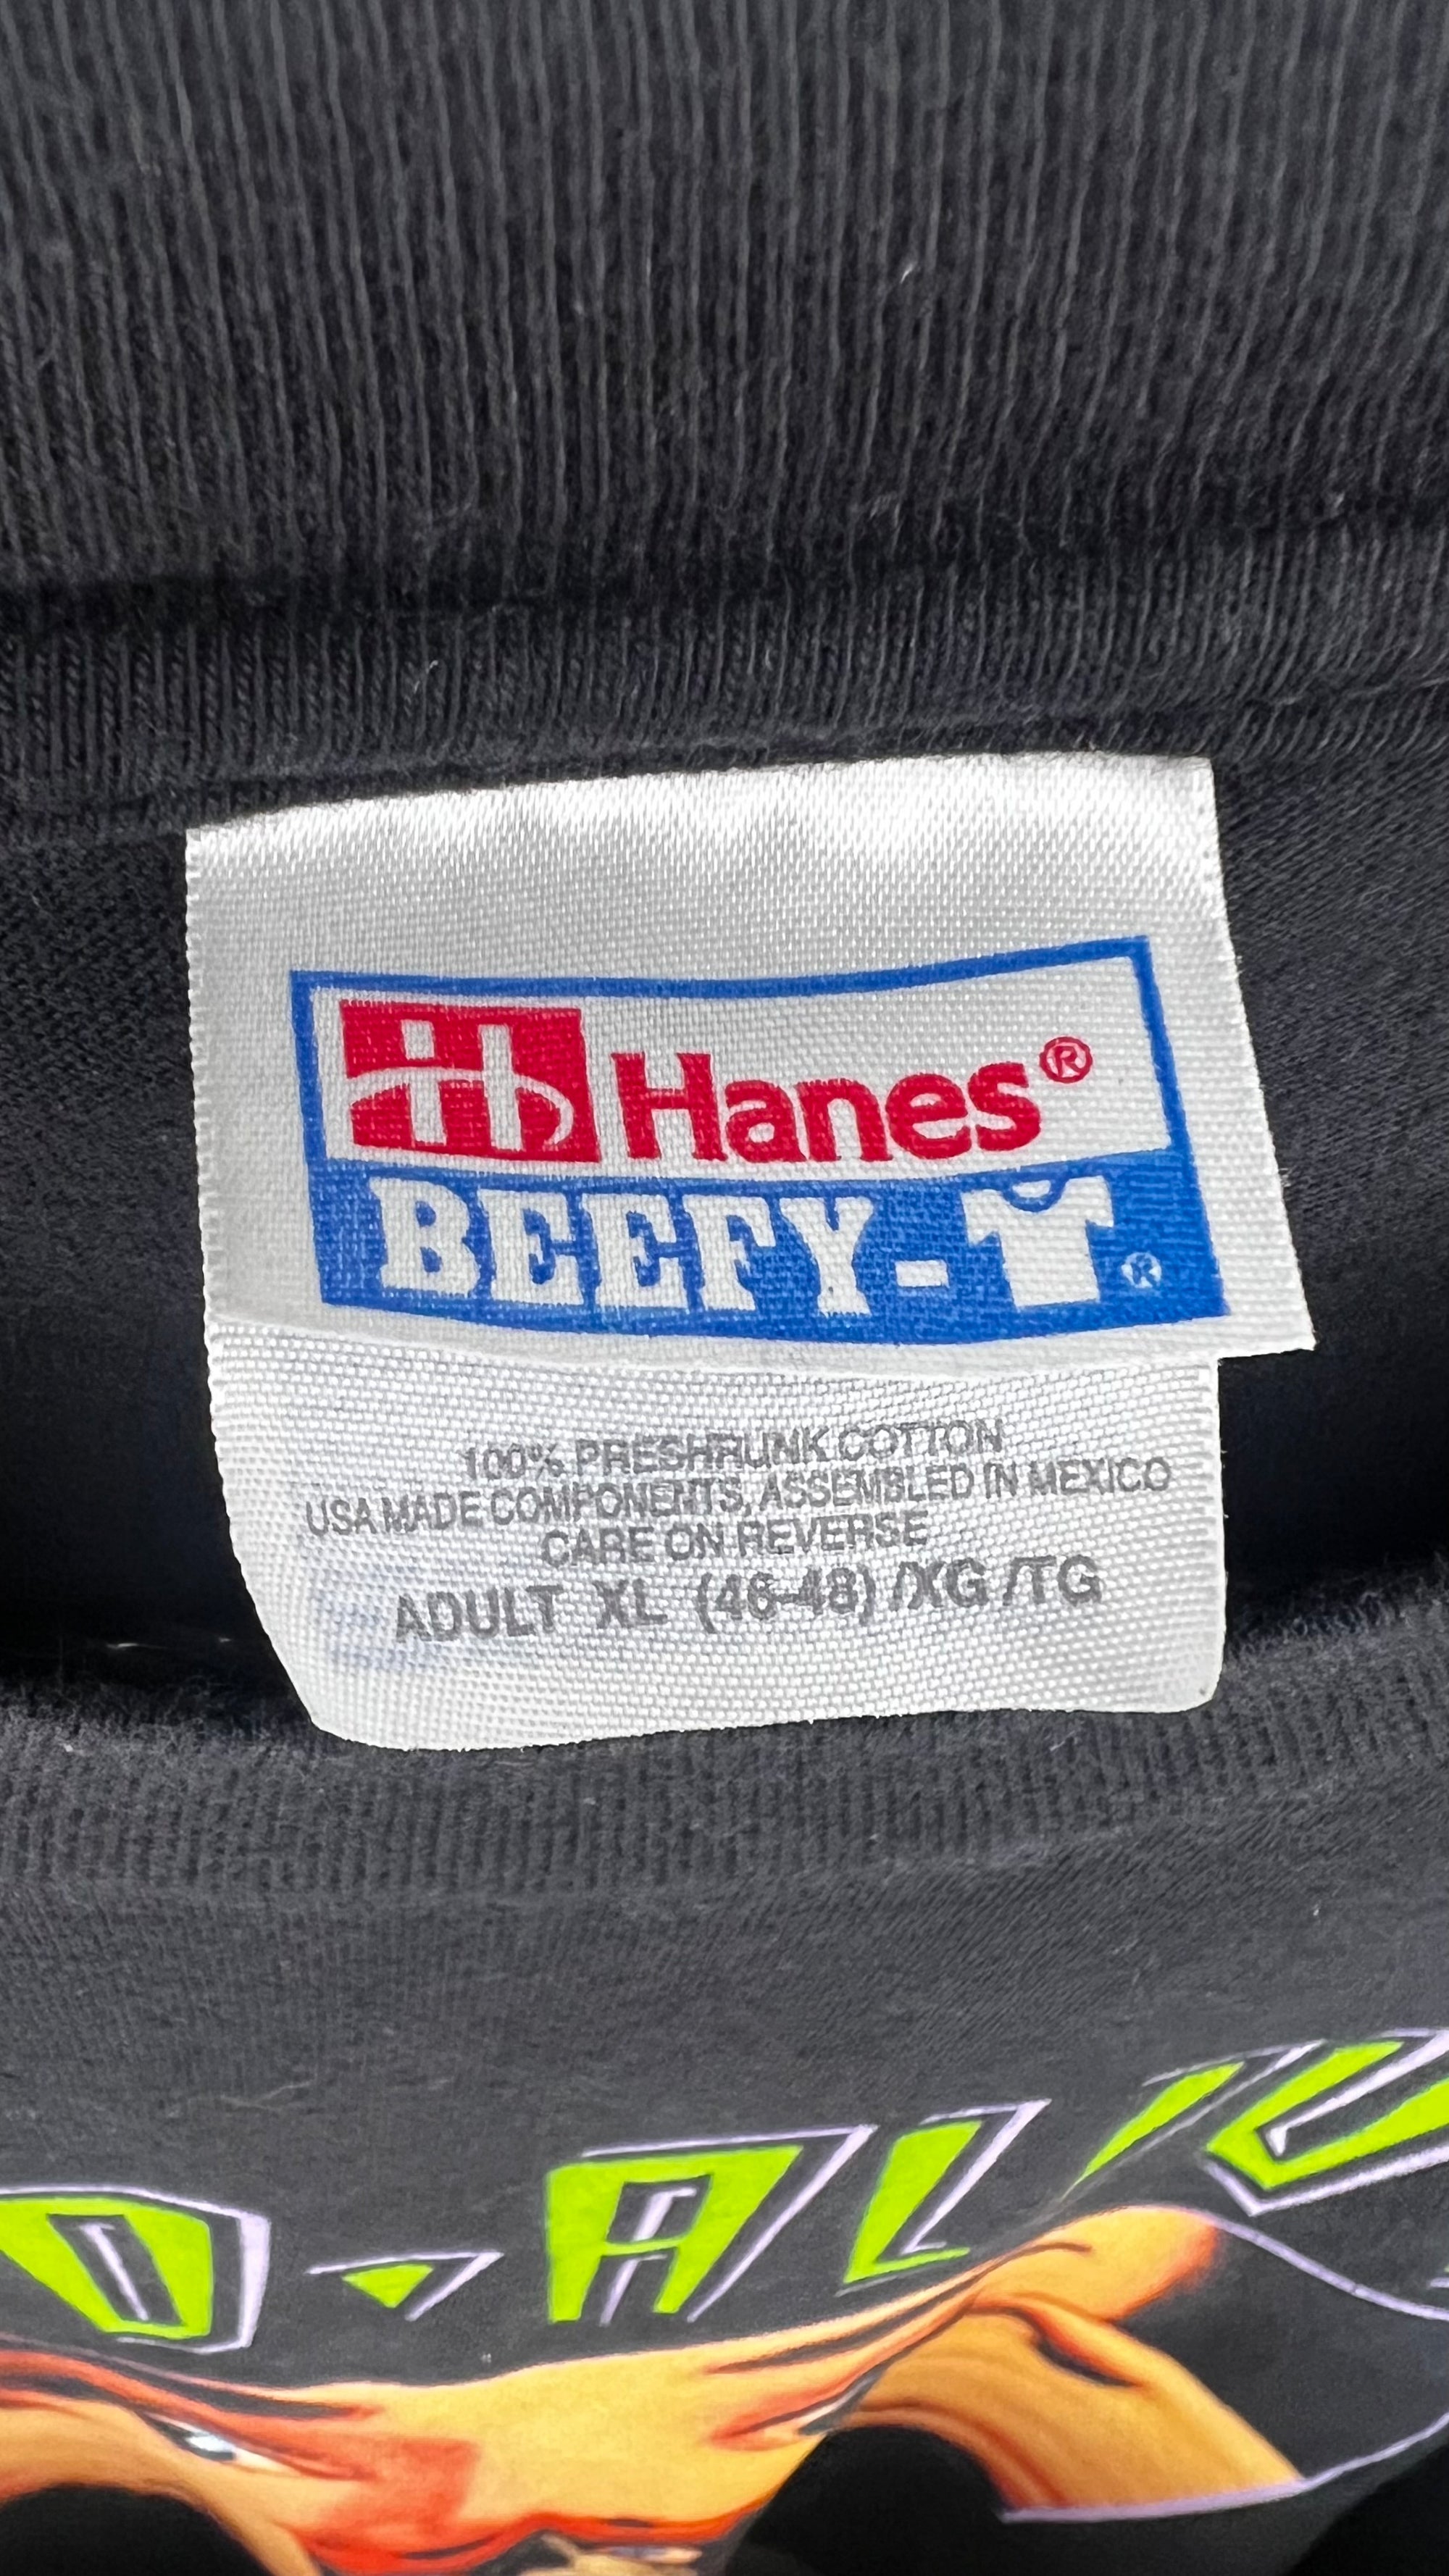 Hanes®
BEEFY-T®
100% PRESHRUNK COTTON
USA MADE COMPONENTS, ASSEMBLED IN MEXICO
CARE ON REVERSE
ADULT XL (46-48) /XG /TG
D-AL